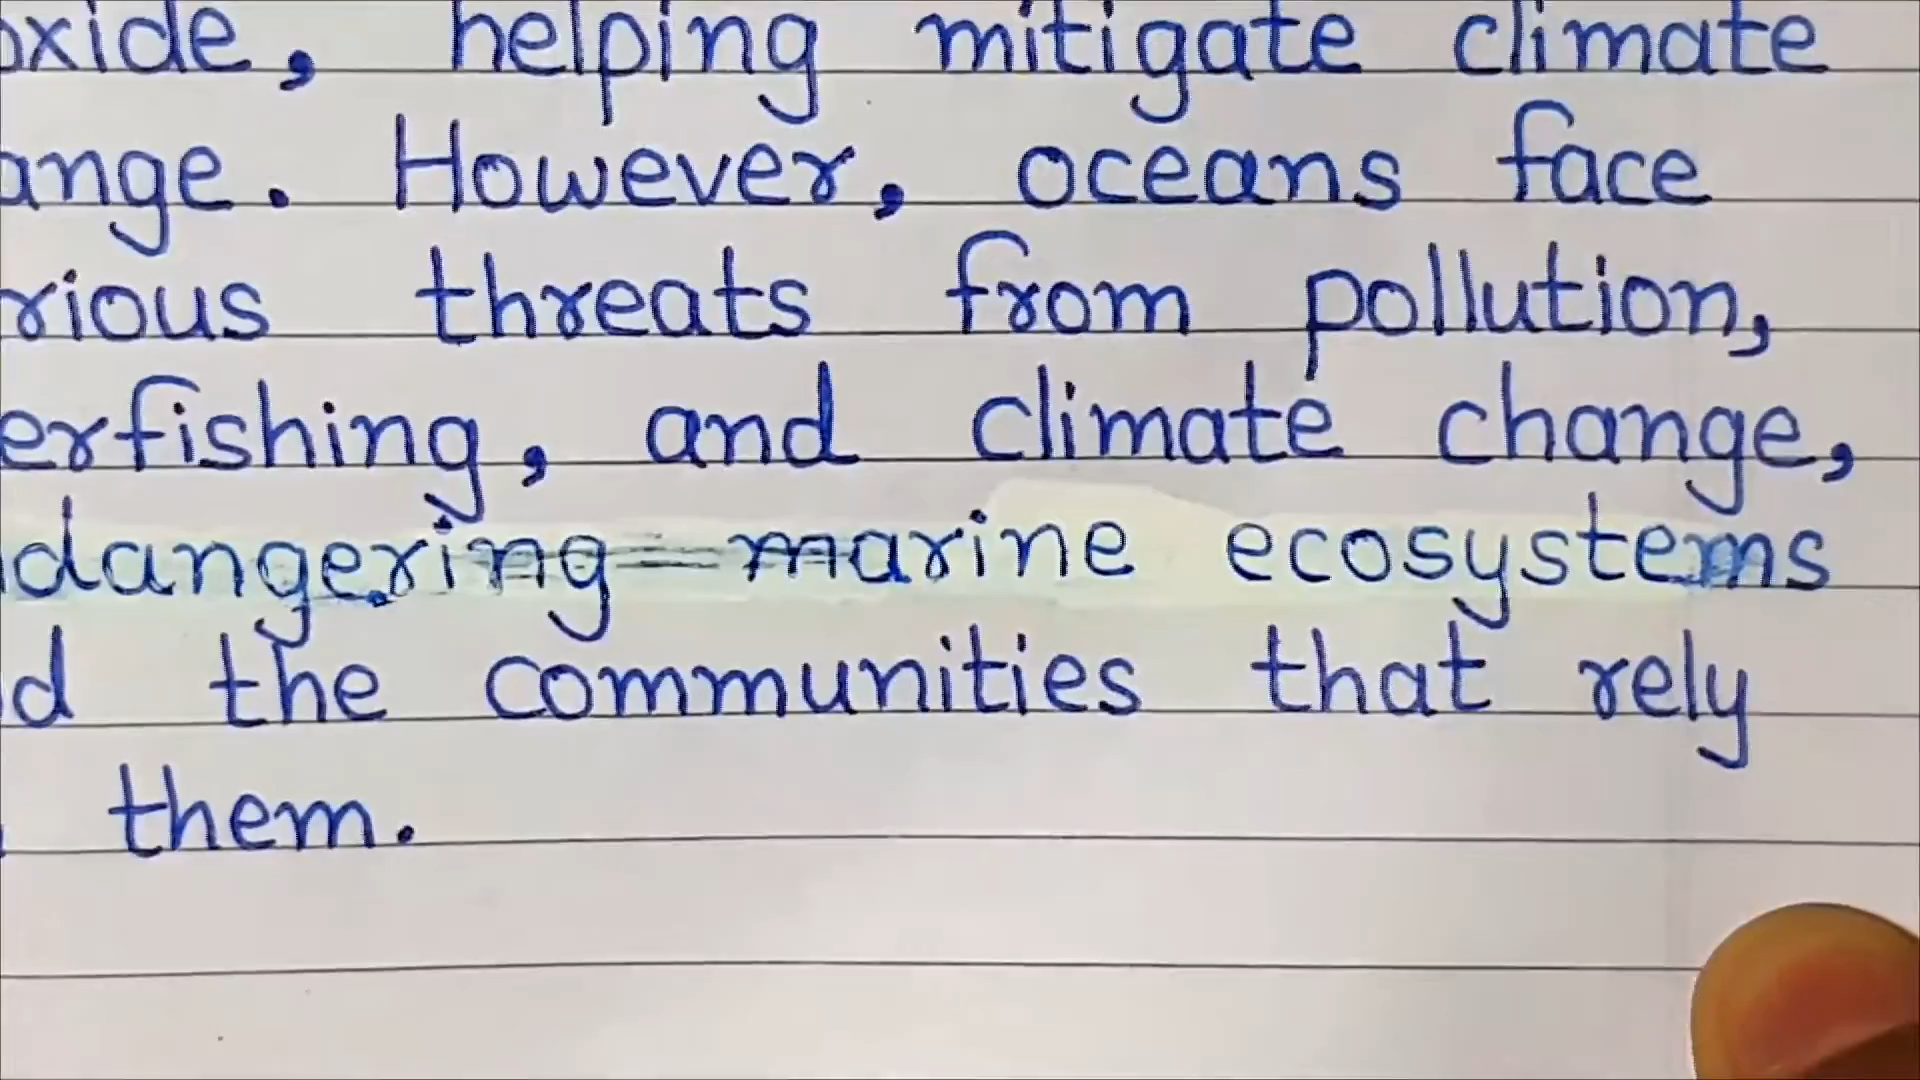 oxide, helping mitigate climate
ange. However, oceans face
rious threats from pollution,
erfishing, and climate change,
dangering marine ecosystems
d the communities that rely
them.